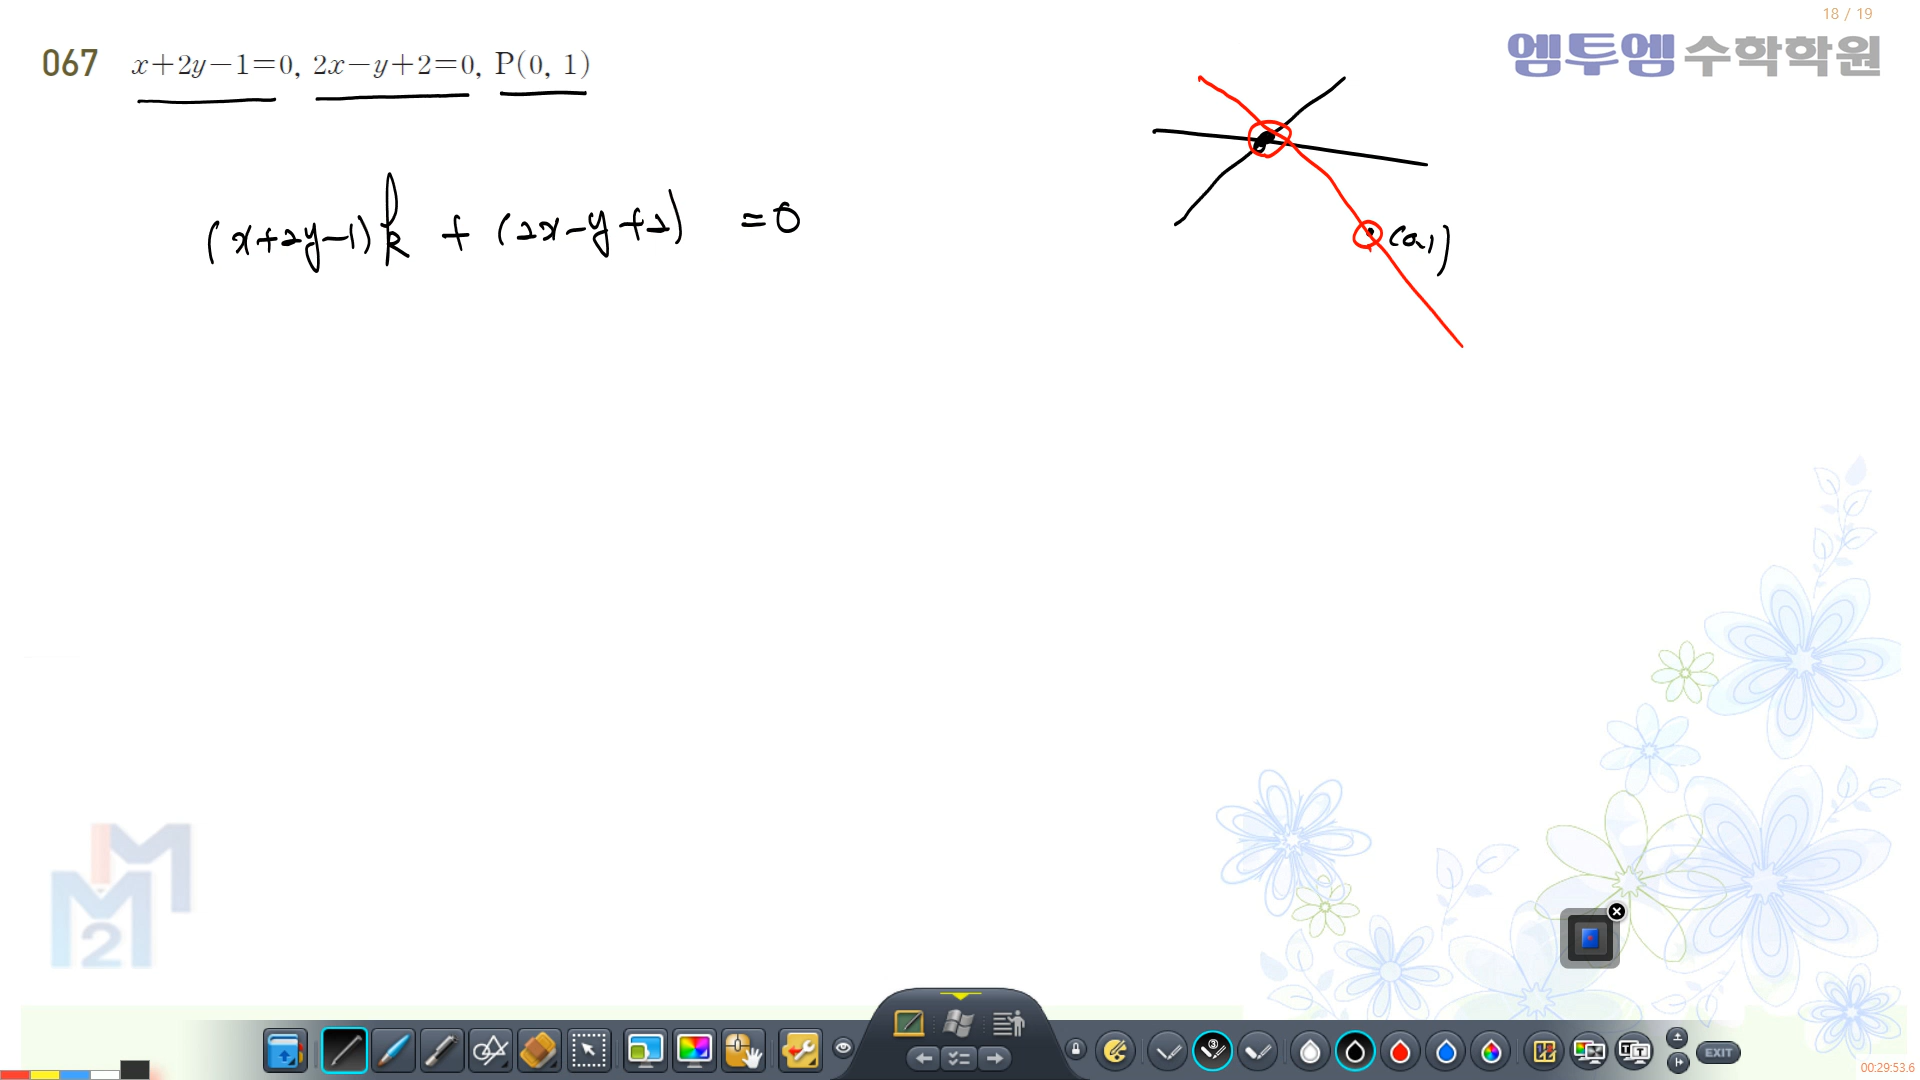 18 / 19
067 x+2y−1=0, 2x−y+2=0, P(0, 1)
엠투엠 수학학원
(x+2y−1)k + (2x−y+2) =0
(0,1)
M
M
2
EXIT
00:29:53.6